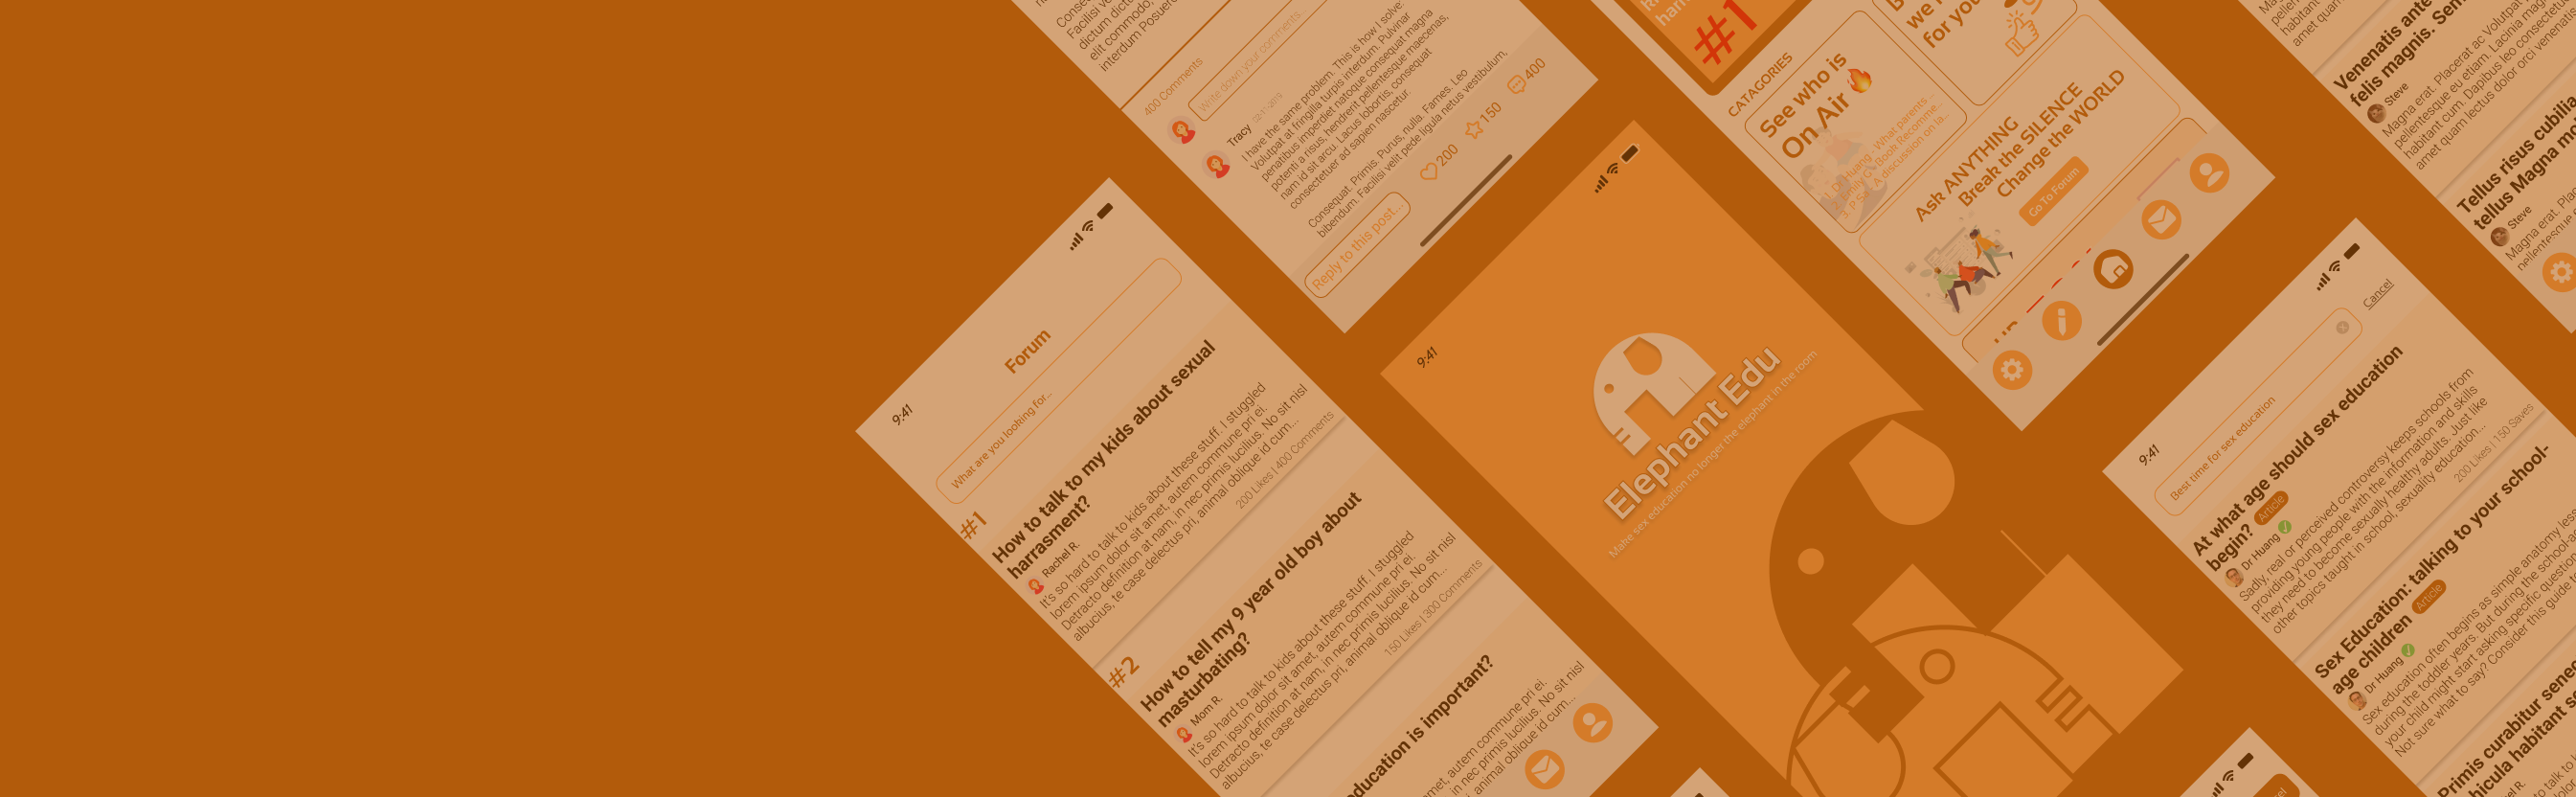 9:41
Forum
What are you looking for...
#1
How to talk to my kids about sexual
harrasment?
Rachel R.
It's so hard to talk to kids about these stuff. I stuggled
lorem ipsum dolor sit amet, autem commune pri ei.
Detracto definition at nam, in nec primis lucilius. No sit nisl
albucius, te case delectus pri, animal oblique id cum...
200 Likes | 400 Comments
#2
How to tell my 9 year old boy about
masturbating?
Mom R.
It's so hard to talk to kids about these stuff. I stuggled
lorem ipsum dolor sit amet, autem commune pri ei.
Detracto definition at nam, in nec primis lucilius. No sit nisl
albucius, te case delectus pri, animal oblique id cum...
150 Likes | 300 Comments
education is important?
met, autem commune pri ei.
in nec primis lucilius. No sit nisl
animal oblique id cum...
Facilisi
dictum
elit commodo,
interdum Posuere
400 Comments
Write down your comments...
Tracy 02-11-2019
I have the same problem. This is how I solve:
Volutpat at fringilla turpis interdum. Pulvinar
penatibus imperdiet natoque consequat magna
potenti a risus, hendrerit pellentesque maecenas,
nam id sit arcu. Lacus lobortis, consequat
consectetuer ad sapien nascetur.
Consequat. Primis. Purus, nulla. Fames. Leo
bibendum. Facilisi velit pede ligula netus vestibulum,
Reply to this post...
200
150
400
9:41
Elephant Edu
Make sex education no longer the elephant in the room
#1
CATAGORIES
See who is
On Air
1. Dr Huang - What parents...
2. Family C - Book Recomme...
3. P.S. - A discussion on la...
we
for you
Ask ANYTHING
Break the SILENCE
Change the WORLD
Go To Forum
Venenatis ante
felis magnis. Sem
Steve
Magna erat. Placerat ac Volutpat
pellentesque eu etiam. Lacinia
habitant cum. Dapibus leo consectetuer
amet quam lectus dolor orci venenatis
Tellus risus cubilia
tellus Magna
Steve
Magna erat.
9:41
Best time for sex education
Cancel
At what age should sex education
begin? Article
Dr Huang
Sadly, real or perceived controversy keeps schools from
providing young people with the information and skills
they need to become sexually healthy adults. Just like
other topics taught in school, sexuality education...
200 Likes | 150 Saves
Sex Education: talking to your school-
age children Article
Dr Huang
Sex education often begins as simple anatomy
during the toddler years. But during the
your child might start asking specific
Not sure what to say? Consider this guide
Primis curabitur
habitant